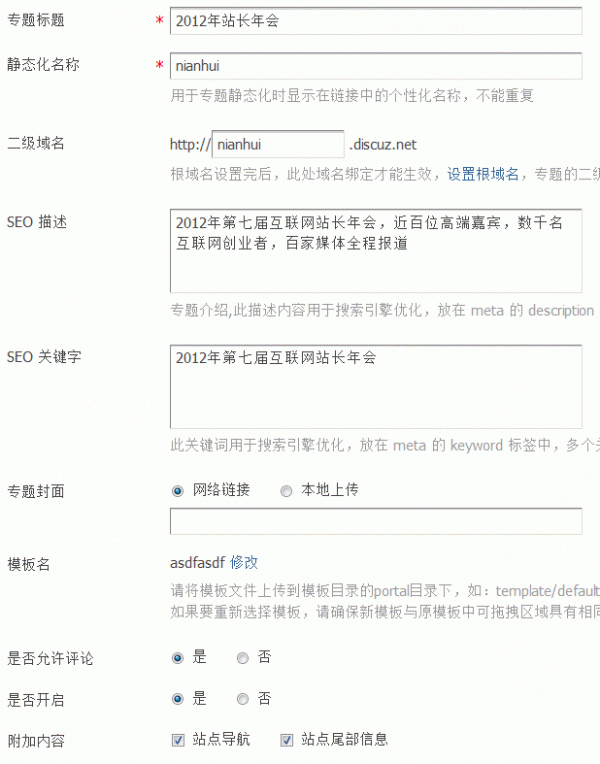 专题标题 * 2012年站长年会
静态化名称 * nianhui
用于专题静态化时显示在链接中的个性化名称，不能重复
二级域名 http:// nianhui .discuz.net
根域名设置完后，此处域名绑定才能生效，设置根域名，专题的二级
SEO 描述 2012年第七届互联网站长年会，近百位高端嘉宾，数千名
互联网创业者，百家媒体全程报道
专题介绍,此描述内容用于搜索引擎优化，放在 meta 的 description
SEO 关键字 2012年第七届互联网站长年会
此关键词用于搜索引擎优化，放在 meta 的 keyword 标签中，多个
专题封面 网络链接 本地上传
模板名 asdfasdf 修改
请将模板文件上传到模板目录的portal目录下，如：template/default
如果要重新选择模板，请确保新模板与原模板中可拖拽区域具有相同
是否允许评论 是 否
是否开启 是 否
附加内容 站点导航 站点尾部信息